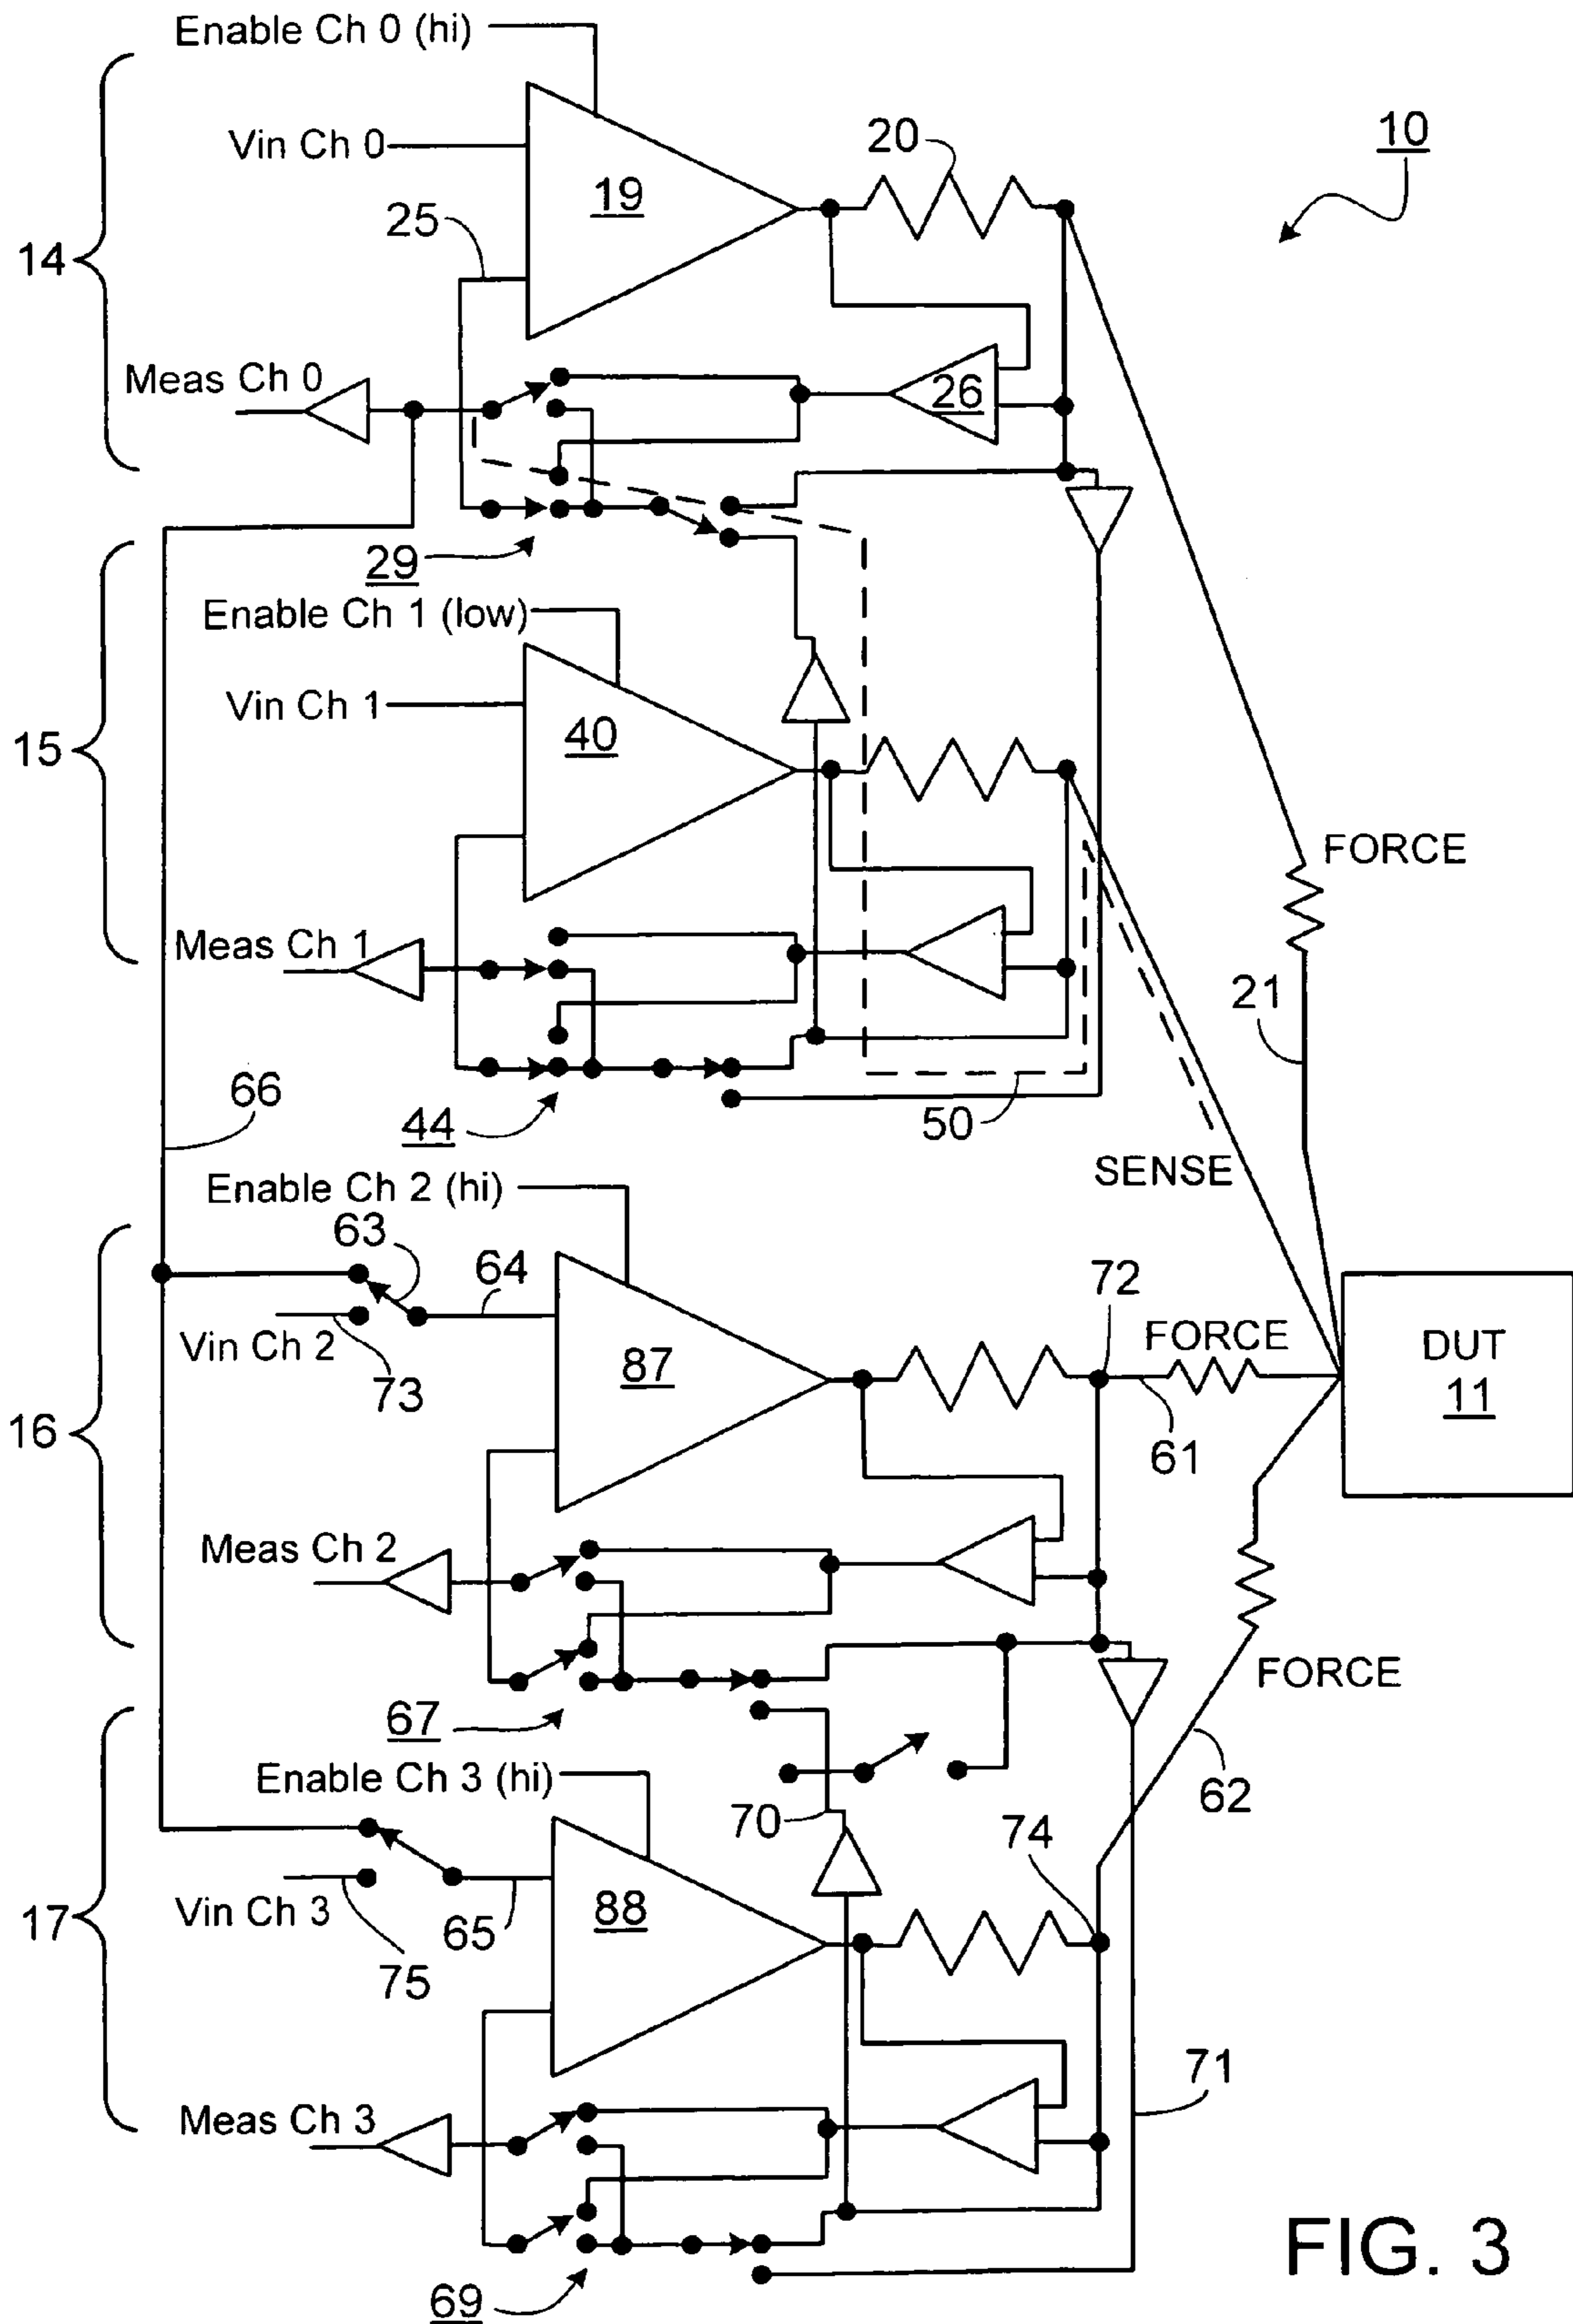 Enable Ch 0 (hi)
Vin Ch 0
19
20
10
25
14
Meas Ch 0
26
29
Enable Ch 1 (low)
Vin Ch 1
40
15
FORCE
Meas Ch 1
21
66
44
50
SENSE
Enable Ch 2 (hi)
63
64
72
Vin Ch 2
73
87
FORCE
DUT
11
16
61
Meas Ch 2
FORCE
67
Enable Ch 3 (hi)
70
62
74
17
Vin Ch 3
65
88
75
71
Meas Ch 3
69
FIG. 3